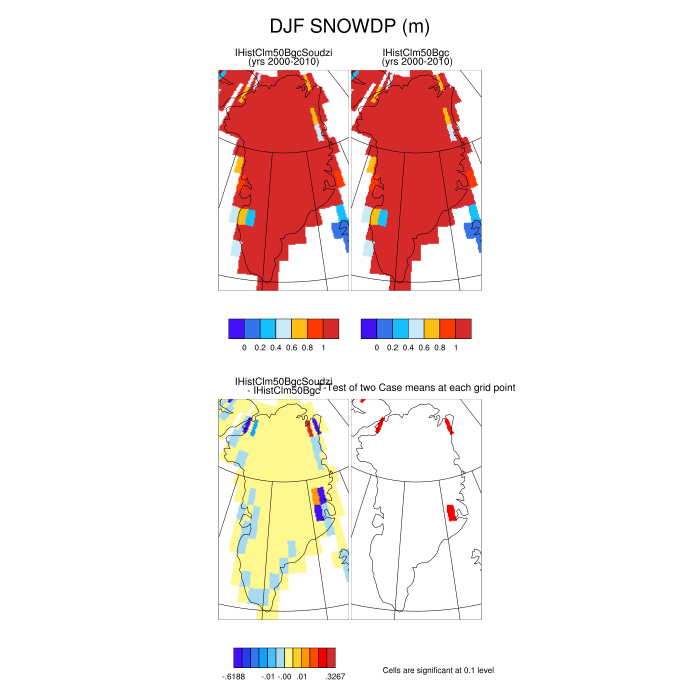 DJF SNOWDP (m)
IHistClm50BgcSoudzi
(yrs 2000-2010)
IHistClm50Bgc
(yrs 2000-2010)
0 0.2 0.4 0.6 0.8 1
0 0.2 0.4 0.6 0.8 1
IHistClm50BgcSoudzi
- IHistClm50Bgc
T-Test of two Case means at each grid point
-.6188 -.01 -.00 .01 .3267
Cells are significant at 0.1 level